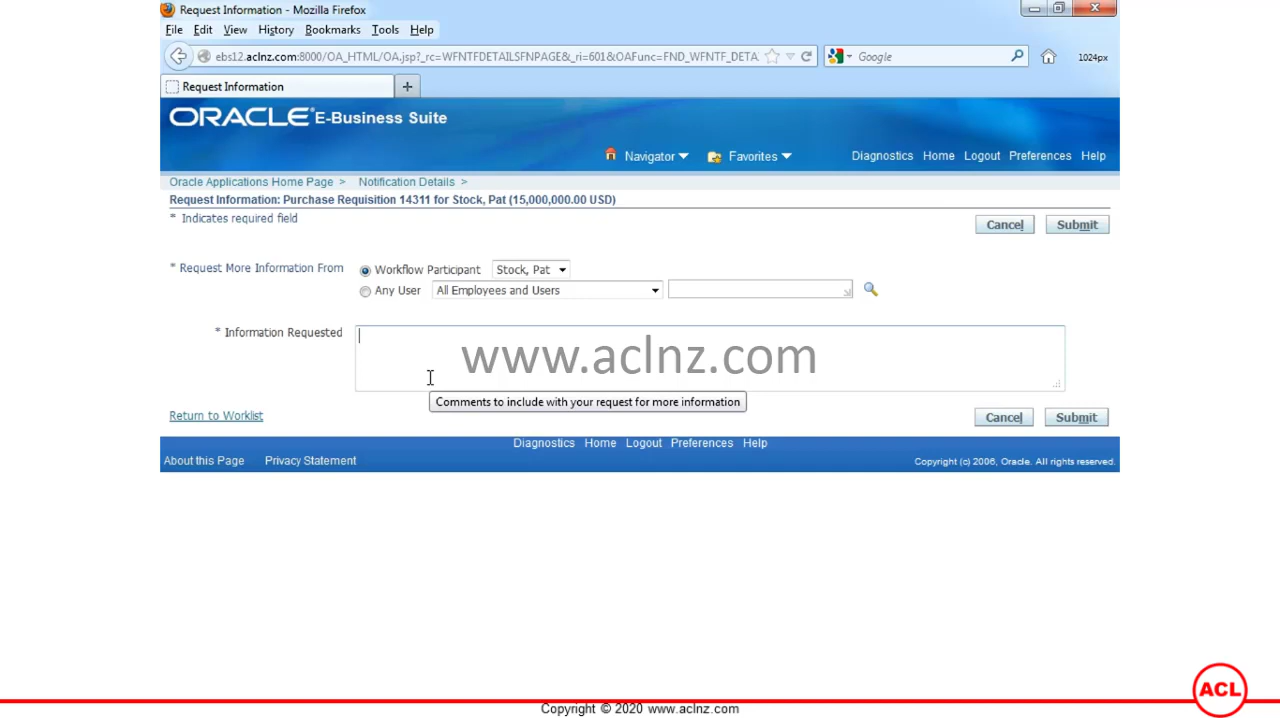 Request Information - Mozilla Firefox
File Edit View History Bookmarks Tools Help
ebs12.aclnz.com:8000/OA_HTML/OA.jsp?_rc=WFNTFDETAILSFNPAGE&_ri=601&OAFunc=FND_WFNTF_DETA Google 1024px
Request Information +
ORACLE® E-Business Suite
Navigator Favorites Diagnostics Home Logout Preferences Help
Oracle Applications Home Page > Notification Details >
Request Information: Purchase Requisition 14311 for Stock, Pat (15,000,000.00 USD)
* Indicates required field
Cancel Submit
* Request More Information From Workflow Participant Stock, Pat
Any User All Employees and Users
* Information Requested
www.aclnz.com
Comments to include with your request for more information
Return to Worklist Cancel Submit
Diagnostics Home Logout Preferences Help
About this Page Privacy Statement Copyright (c) 2006, Oracle. All rights reserved.
ACL
Copyright © 2020 www.aclnz.com